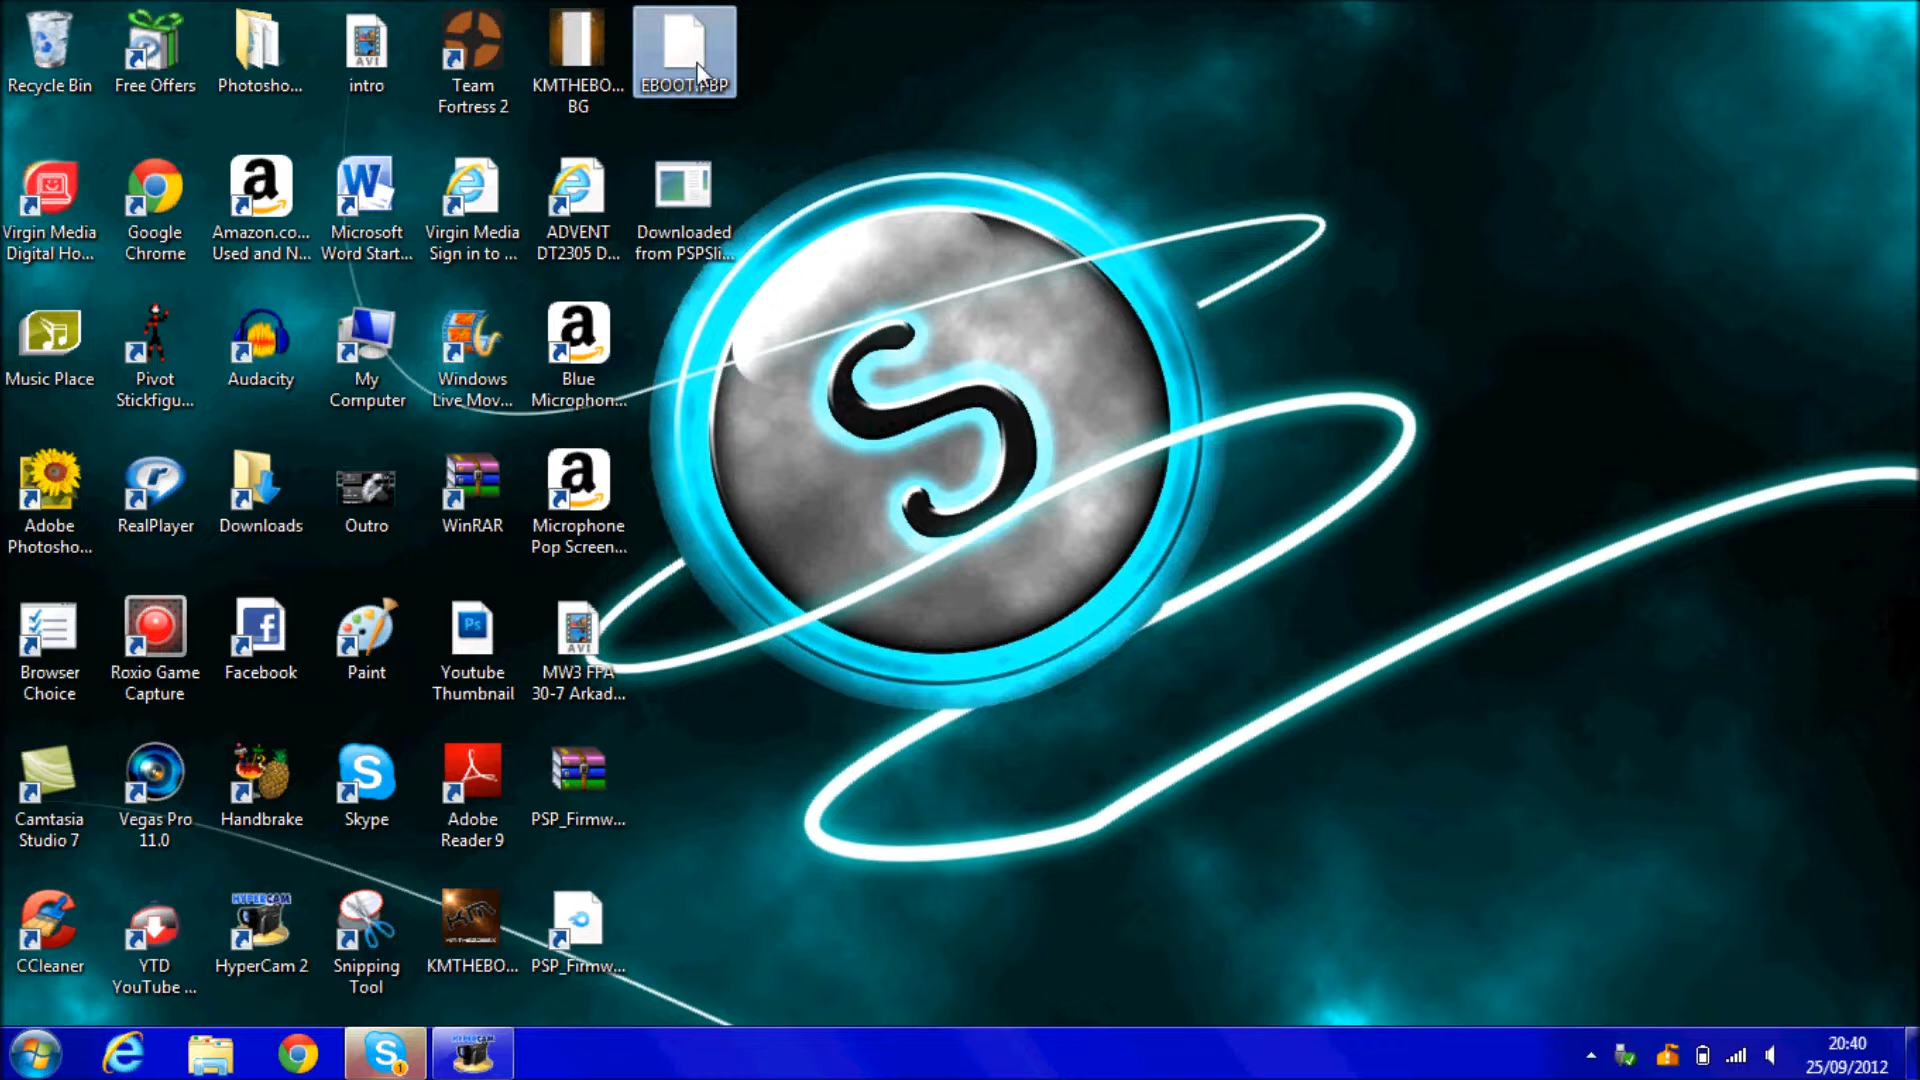 Recycle Bin
Free Offers
Photosho...
intro
Team
Fortress 2
KMTHEBO...
BG
EBOOT.PBP
Virgin Media
Digital Ho...
Google
Chrome
Amazon.co...
Used and N...
Microsoft
Word Start...
Virgin Media
Sign in to ...
ADVENT
DT2305 D...
Downloaded
from PSPSli...
Music Place
Pivot
Stickfigu...
Audacity
My
Computer
Windows
Live Mov...
Blue
Microphon...
Adobe
Photosho...
RealPlayer
Downloads
Outro
WinRAR
Microphone
Pop Screen...
Browser
Choice
Roxio Game
Capture
Facebook
Paint
Youtube
Thumbnail
MW3 FFA
30-7 Arkad...
Camtasia
Studio 7
Vegas Pro
11.0
Handbrake
Skype
Adobe
Reader 9
PSP_Firmw...
CCleaner
YTD
YouTube ...
HyperCam 2
Snipping
Tool
KMTHEBO...
PSP_Firmw...
20:40
25/09/2012